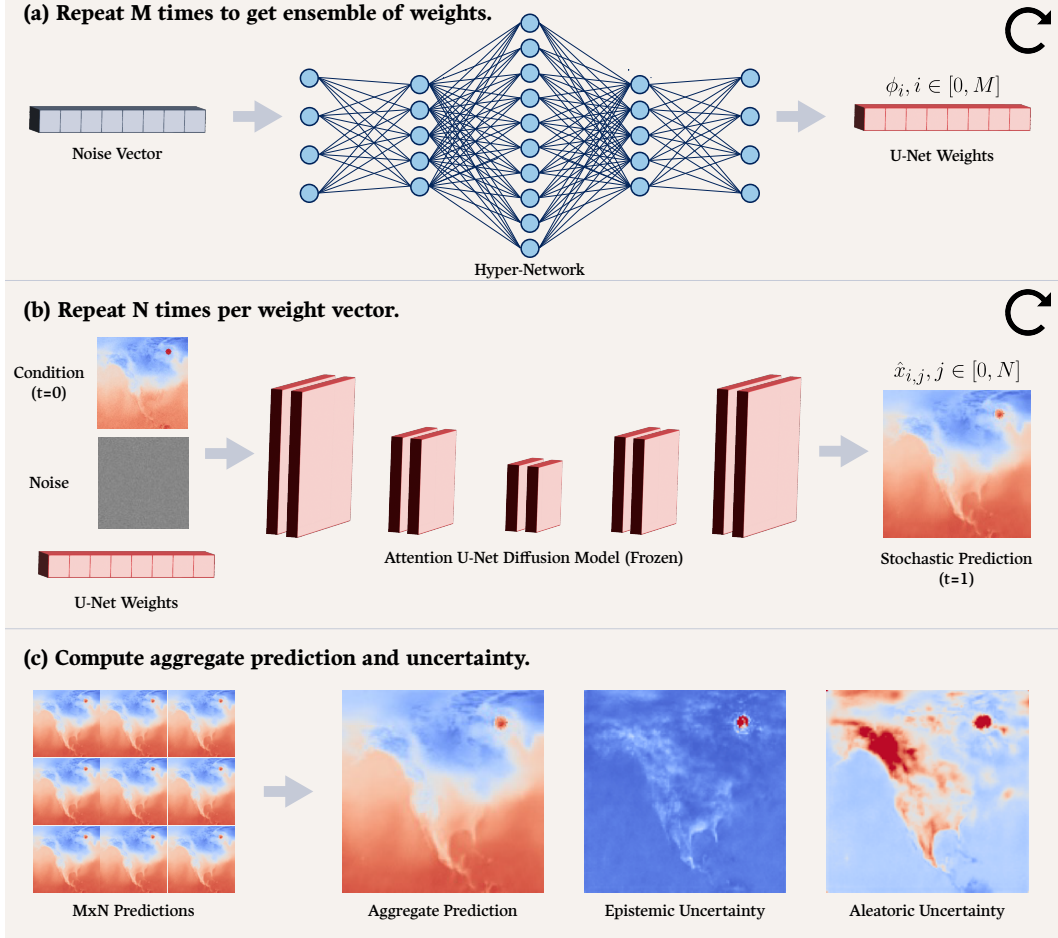 (a) Repeat M times to get ensemble of weights.
ϕᵢ, i ∈ [0, M]
Noise Vector
U-Net Weights
Hyper-Network
(b) Repeat N times per weight vector.
Condition
(t=0)
x̂ᵢ,ⱼ, j ∈ [0, N]
Noise
Attention U-Net Diffusion Model (Frozen)
Stochastic Prediction
(t=1)
U-Net Weights
(c) Compute aggregate prediction and uncertainty.
MxN Predictions
Aggregate Prediction
Epistemic Uncertainty
Aleatoric Uncertainty